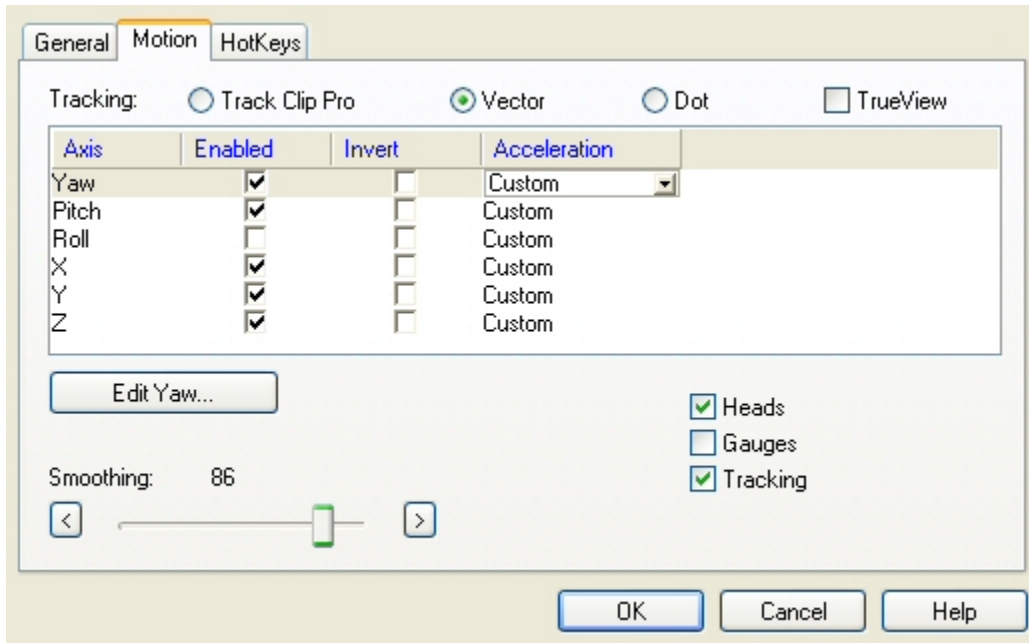 General Motion HotKeys
Tracking: Track Clip Pro Vector Dot TrueView
Axis Enabled Invert Acceleration
Yaw Custom
Pitch Custom
Roll Custom
X Custom
Y Custom
Z Custom
Edit Yaw...
Heads
Gauges
Smoothing: 86 Tracking
< >
OK Cancel Help